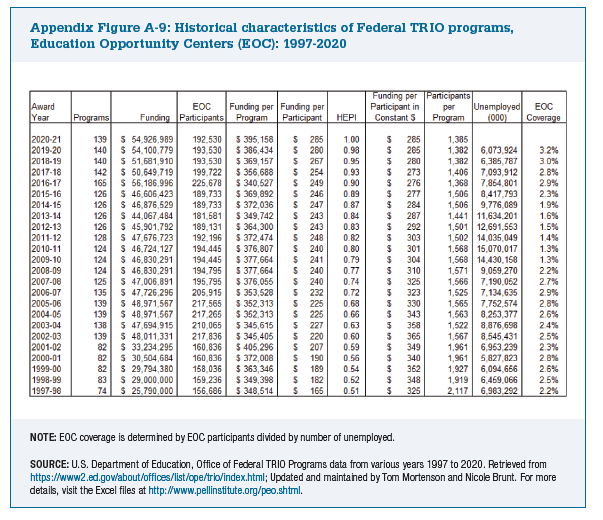 Appendix Figure A-9: Historical characteristics of Federal TRIO programs,
Education Opportunity Centers (EOC): 1997-2020
Award Year Programs Funding EOC Participants Funding per Program Funding per Participant HEPI Funding per Participant in Constant $ Participants per Program Unemployed (000) EOC Coverage
2020-21 139 $ 54,926,989 192,530 $ 395,158 $ 285 1.00 $ 285 1,385
2019-20 140 $ 54,100,779 193,530 $ 386,434 $ 280 0.98 $ 285 1,382 6,073,924 3.2%
2018-19 140 $ 51,681,910 193,530 $ 369,157 $ 267 0.95 $ 280 1,382 6,385,787 3.0%
2017-18 142 $ 50,649,719 199,722 $ 356,688 $ 254 0.93 $ 273 1,406 7,093,912 2.8%
2016-17 165 $ 56,186,996 225,678 $ 340,527 $ 249 0.90 $ 276 1,368 7,854,801 2.9%
2015-16 126 $ 46,606,423 189,733 $ 369,892 $ 246 0.89 $ 277 1,506 8,417,793 2.3%
2014-15 126 $ 46,876,529 189,733 $ 372,036 $ 247 0.87 $ 284 1,506 9,776,089 1.9%
2013-14 126 $ 44,067,484 181,581 $ 349,742 $ 243 0.84 $ 287 1,441 11,634,201 1.6%
2012-13 126 $ 45,901,792 189,131 $ 364,300 $ 243 0.83 $ 292 1,501 12,691,553 1.5%
2011-12 128 $ 47,676,723 192,196 $ 372,474 $ 248 0.82 $ 303 1,502 14,035,049 1.4%
2010-11 124 $ 46,724,127 194,445 $ 376,807 $ 240 0.80 $ 301 1,568 15,070,017 1.3%
2009-10 124 $ 46,830,291 194,445 $ 377,664 $ 241 0.79 $ 304 1,568 14,430,158 1.3%
2008-09 124 $ 46,830,291 194,795 $ 377,664 $ 240 0.77 $ 310 1,571 9,059,270 2.2%
2007-08 125 $ 47,006,891 195,795 $ 376,055 $ 240 0.74 $ 325 1,566 7,190,052 2.7%
2006-07 135 $ 47,726,296 205,915 $ 353,528 $ 232 0.72 $ 323 1,525 7,134,635 2.9%
2005-06 139 $ 48,971,567 217,565 $ 352,313 $ 225 0.68 $ 330 1,565 7,752,574 2.8%
2004-05 139 $ 48,971,567 217,265 $ 352,313 $ 225 0.66 $ 343 1,563 8,253,377 2.6%
2003-04 138 $ 47,694,915 210,065 $ 345,615 $ 227 0.63 $ 358 1,522 8,876,698 2.4%
2002-03 139 $ 48,011,331 217,836 $ 345,405 $ 220 0.60 $ 365 1,567 8,545,431 2.5%
2001-02 82 $ 33,234,295 160,836 $ 405,296 $ 207 0.59 $ 349 1,961 6,953,239 2.3%
2000-01 82 $ 30,504,684 160,836 $ 372,008 $ 190 0.56 $ 340 1,961 5,827,823 2.8%
1999-00 82 $ 29,794,380 158,036 $ 363,346 $ 189 0.54 $ 352 1,927 6,094,656 2.6%
1998-99 83 $ 29,000,000 159,236 $ 349,398 $ 182 0.52 $ 348 1,919 6,459,066 2.5%
1997-98 74 $ 25,790,000 156,686 $ 348,514 $ 165 0.51 $ 325 2,117 6,983,292 2.2%
NOTE: EOC coverage is determined by EOC participants divided by number of unemployed.
SOURCE: U.S. Department of Education, Office of Federal TRIO Programs data from various years 1997 to 2020. Retrieved from
https://www2.ed.gov/about/offices/list/ope/trio/index.html; Updated and maintained by Tom Mortenson and Nicole Brunt. For more
details, visit the Excel files at http://www.pellinstitute.org/peo.shtml.